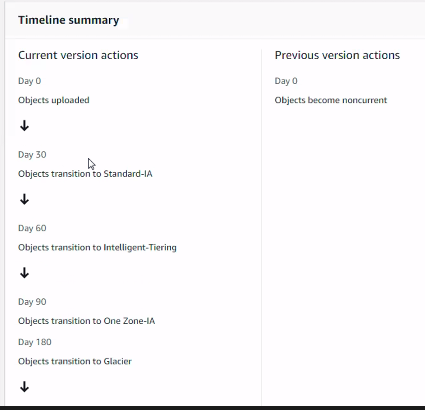 Timeline summary
Current version actions
Day 0
Objects uploaded
Day 30
Objects transition to Standard-IA
Day 60
Objects transition to Intelligent-Tiering
Day 90
Objects transition to One Zone-IA
Day 180
Objects transition to Glacier
Previous version actions
Day 0
Objects become noncurrent